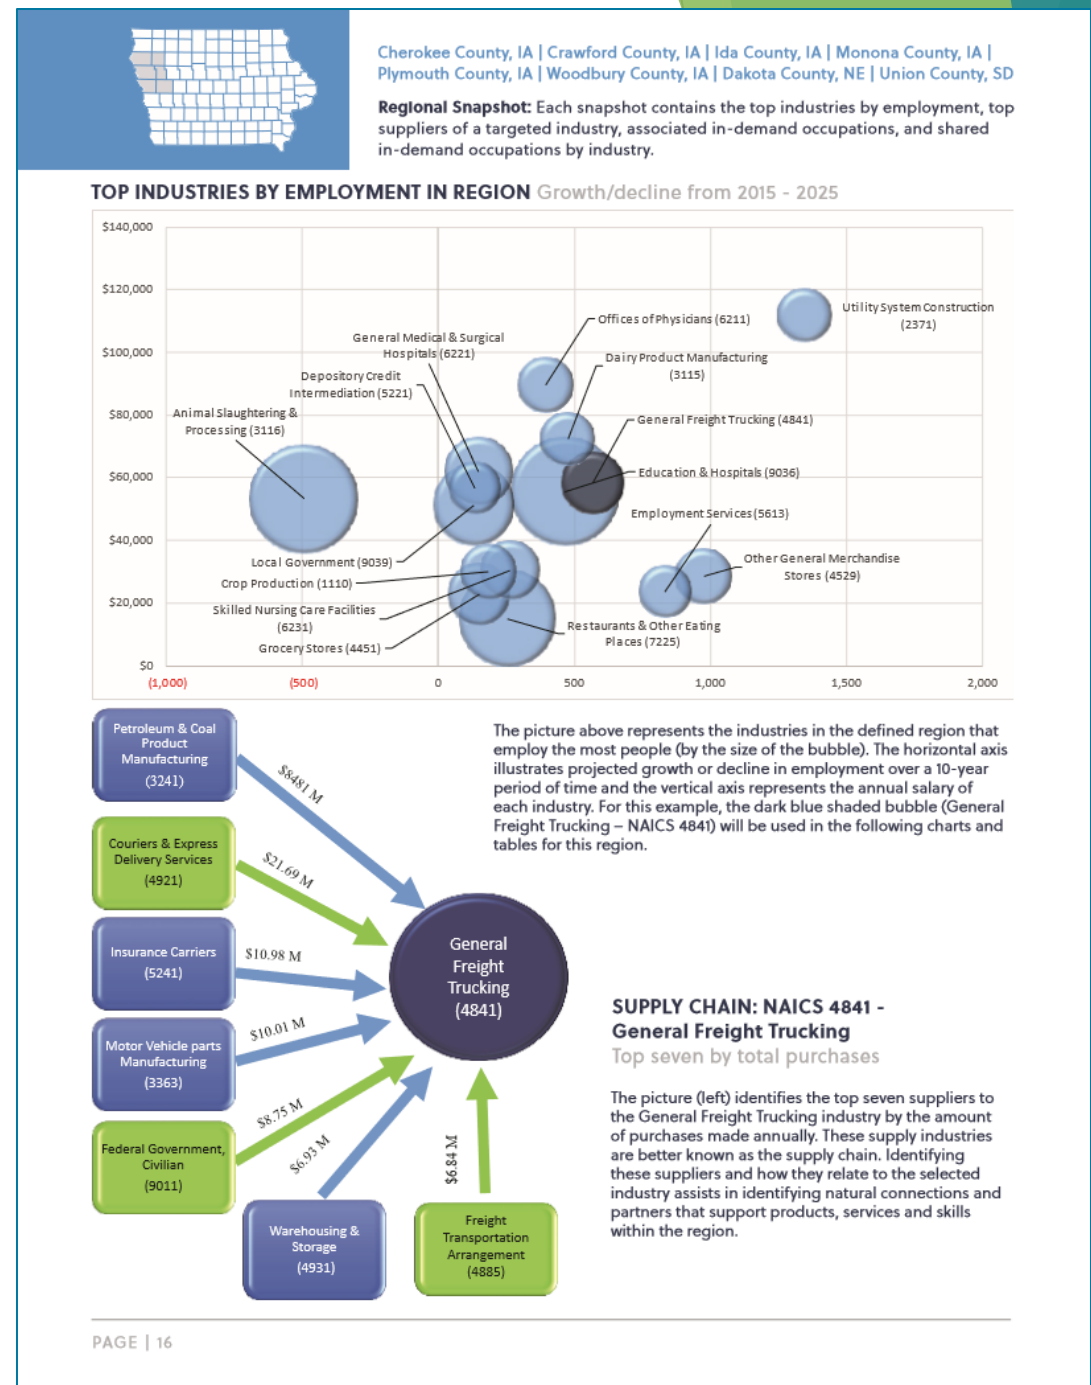 Cherokee County, IA | Crawford County, IA | Ida County, IA | Monona County, IA |
Plymouth County, IA | Woodbury County, IA | Dakota County, NE | Union County, SD
Regional Snapshot: Each snapshot contains the top industries by employment, top
suppliers of a targeted industry, associated in-demand occupations, and shared
in-demand occupations by industry.
TOP INDUSTRIES BY EMPLOYMENT IN REGION Growth/decline from 2015 - 2025
$140,000
$120,000
$100,000
$80,000
$60,000
$40,000
$20,000
$0
(1,000)
(500)
0
500
1,000
1,500
2,000
Utility System Construction
(2371)
Offices of Physicians (6211)
General Medical & Surgical
Hospitals (6221)
Dairy Product Manufacturing
(3115)
Depository Credit
Intermediation (5221)
Animal Slaughtering &
Processing (3116)
General Freight Trucking (4841)
Education & Hospitals (9036)
Employment Services (5613)
Local Government (9039)
Other General Merchandise
Stores (4529)
Crop Production (1110)
Skilled Nursing Care Facilities
(6231)
Restaurants & Other Eating
Places (7225)
Grocery Stores (4451)
Petroleum & Coal
Product
Manufacturing
(3241)
$8481 M
Couriers & Express
Delivery Services
(4921)
$21.69 M
Insurance Carriers
(5241)
$10.98 M
Motor Vehicle parts
Manufacturing
(3363)
$10.01 M
Federal Government,
Civilian
(9011)
$8.75 M
Warehousing &
Storage
(4931)
$6.93 M
Freight
Transportation
Arrangement
(4885)
$6.84 M
General
Freight
Trucking
(4841)
The picture above represents the industries in the defined region that
employ the most people (by the size of the bubble). The horizontal axis
illustrates projected growth or decline in employment over a 10-year
period of time and the vertical axis represents the annual salary of
each industry. For this example, the dark blue shaded bubble (General
Freight Trucking – NAICS 4841) will be used in the following charts and
tables for this region.
SUPPLY CHAIN: NAICS 4841 -
General Freight Trucking
Top seven by total purchases
The picture (left) identifies the top seven suppliers to
the General Freight Trucking industry by the amount
of purchases made annually. These supply industries
are better known as the supply chain. Identifying
these suppliers and how they relate to the selected
industry assists in identifying natural connections and
partners that support products, services and skills
within the region.
PAGE | 16